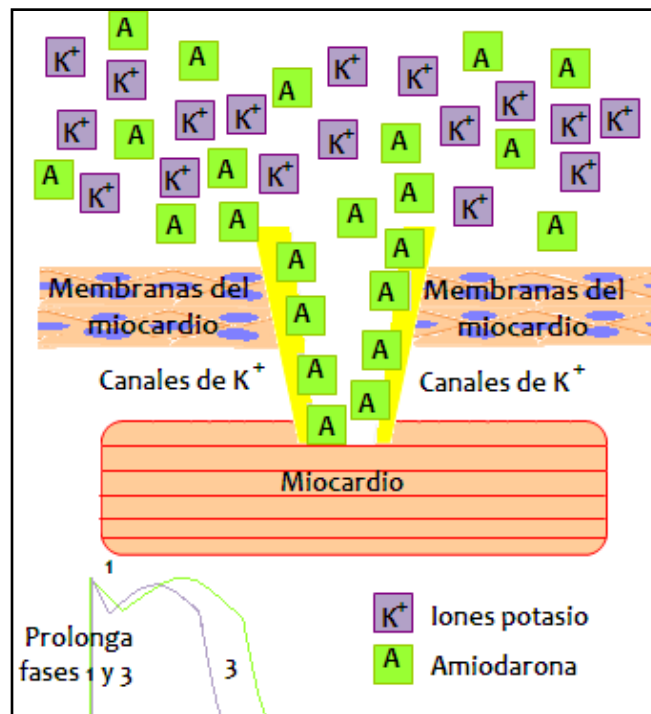 A
K⁺ A K⁺ K⁺ A A
K⁺ A K⁺
K⁺ A K⁺ K⁺ K⁺ A K⁺ A K⁺ K⁺
A K⁺ K⁺ A K⁺ A K⁺ K⁺
A A A A
A A
Membranas del
miocardio
A A
Membranas del
miocardio
A A
Canales de K⁺
A A
Canales de K⁺
A
Miocardio
1
Prolonga
fases 1 y 3
3
K⁺ Iones potasio
A Amiodarona